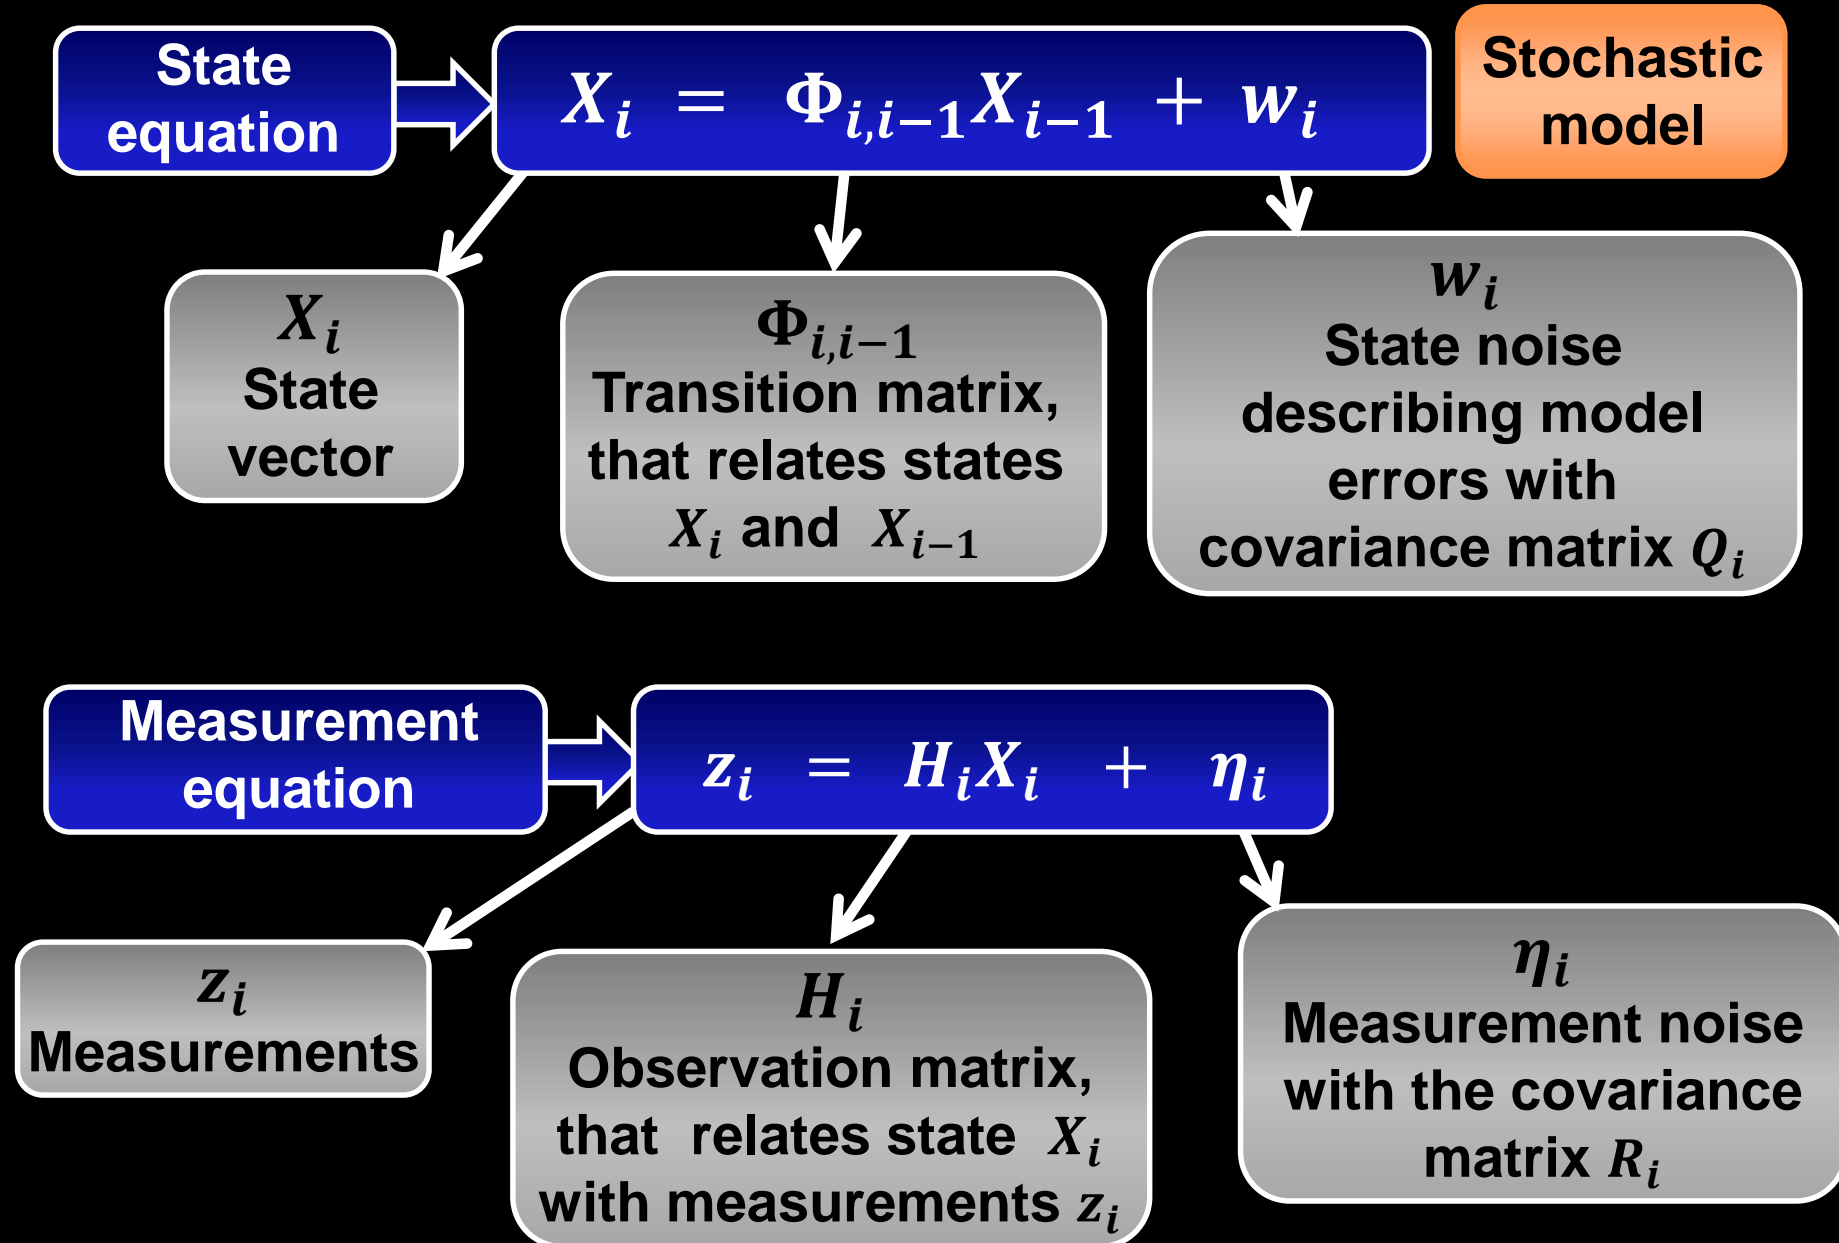 State
equation
X_i = Φ_{i,i−1}X_{i−1} + w_i
Stochastic
model
X_i
State
vector
Φ_{i,i−1}
Transition matrix,
that relates states
X_i and X_{i−1}
w_i
State noise
describing model
errors with
covariance matrix Q_i
Measurement
equation
z_i = H_iX_i + η_i
z_i
Measurements
H_i
Observation matrix,
that relates state X_i
with measurements z_i
η_i
Measurement noise
with the covariance
matrix R_i